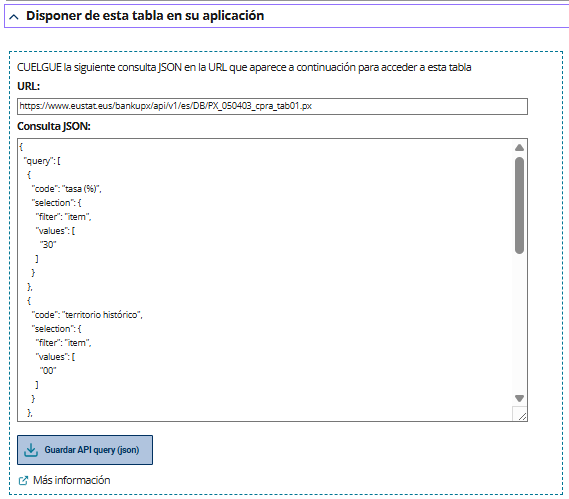 Disponer de esta tabla en su aplicación
CUELGUE la siguiente consulta JSON en la URL que aparece a continuación para acceder a esta tabla
URL:
https://www.eustat.eus/bankupx/api/v1/es/DB/PX_050403_cpra_tab01.px
Consulta JSON:
{
"query": [
{
"code": "tasa (%)",
"selection": {
"filter": "item",
"values": [
"30"
]
}
},
{
"code": "territorio histórico",
"selection": {
"filter": "item",
"values": [
"00"
]
}
},
Guardar API query (json)
Más información